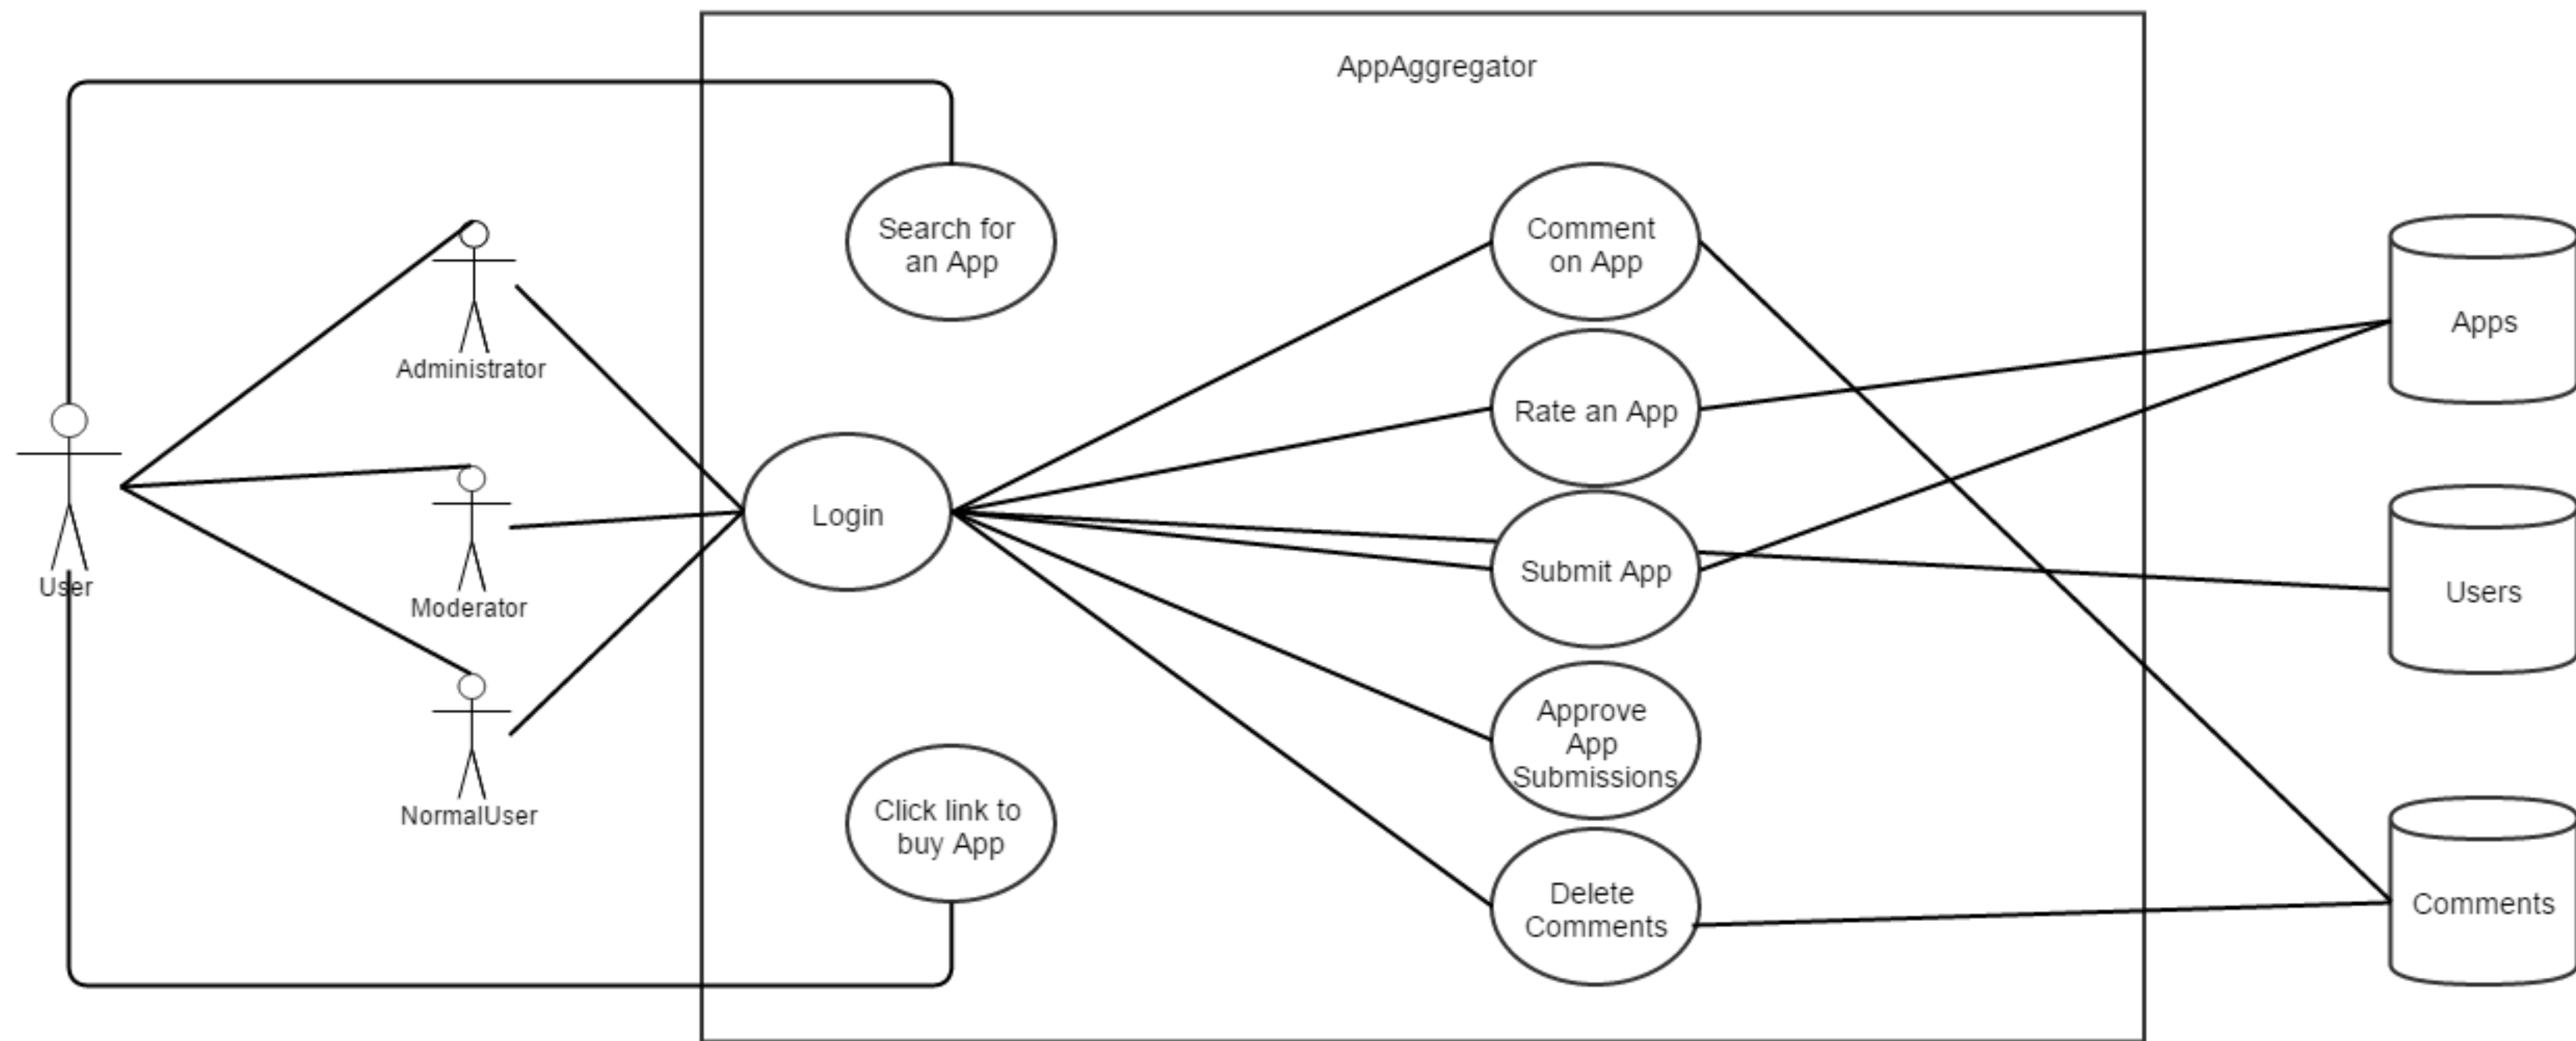 AppAggregator
Search for
an App
Comment
on App
Apps
Administrator
Rate an App
Login
Submit App
User
Users
Moderator
Approve
App
Submissions
NormalUser
Click link to
buy App
Delete
Comments
Comments